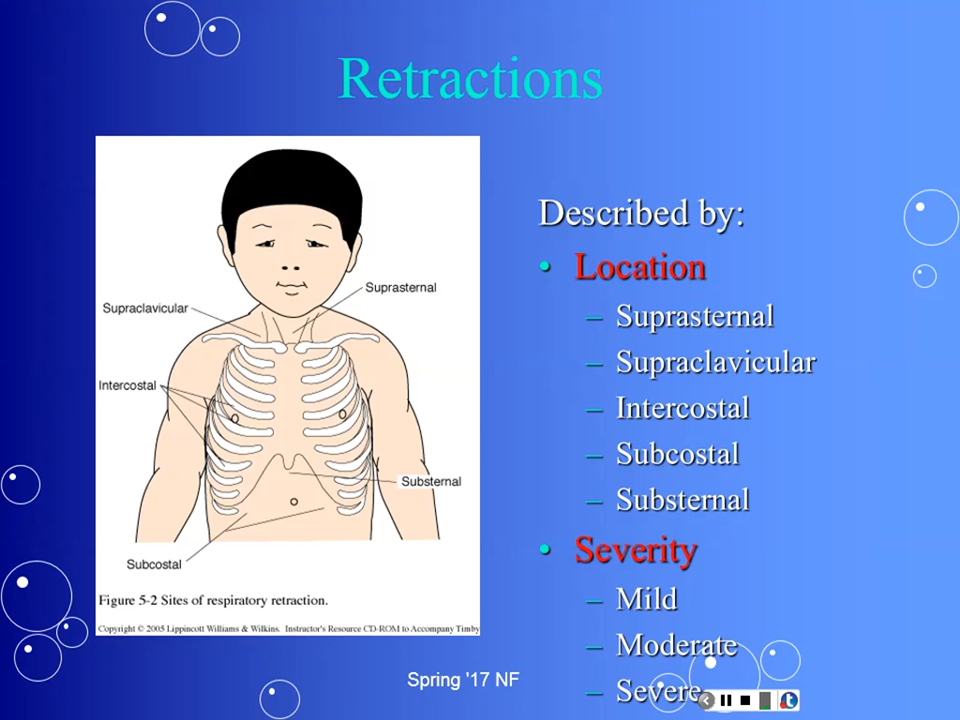 Retractions
Suprasternal
Supraclavicular
Intercostal
Substernal
Subcostal
Figure 5-2 Sites of respiratory retraction.
Copyright © 2005 Lippincott Williams & Wilkins. Instructor's Resource CD-ROM to Accompany Timby
Described by:
• Location
– Suprasternal
– Supraclavicular
– Intercostal
– Subcostal
– Substernal
• Severity
– Mild
– Moderate
– Severe
Spring '17 NF